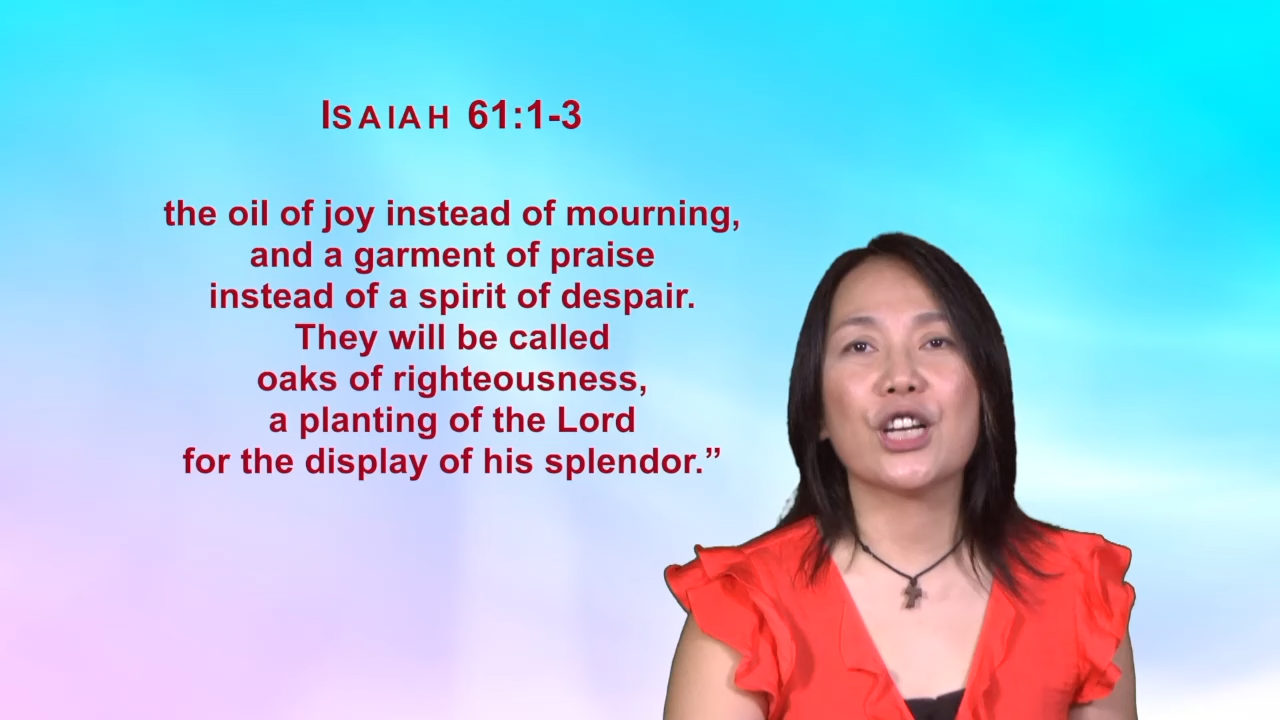 ISAIAH 61:1-3
the oil of joy instead of mourning,
and a garment of praise
instead of a spirit of despair.
They will be called
oaks of righteousness,
a planting of the Lord
for the display of his splendor.”